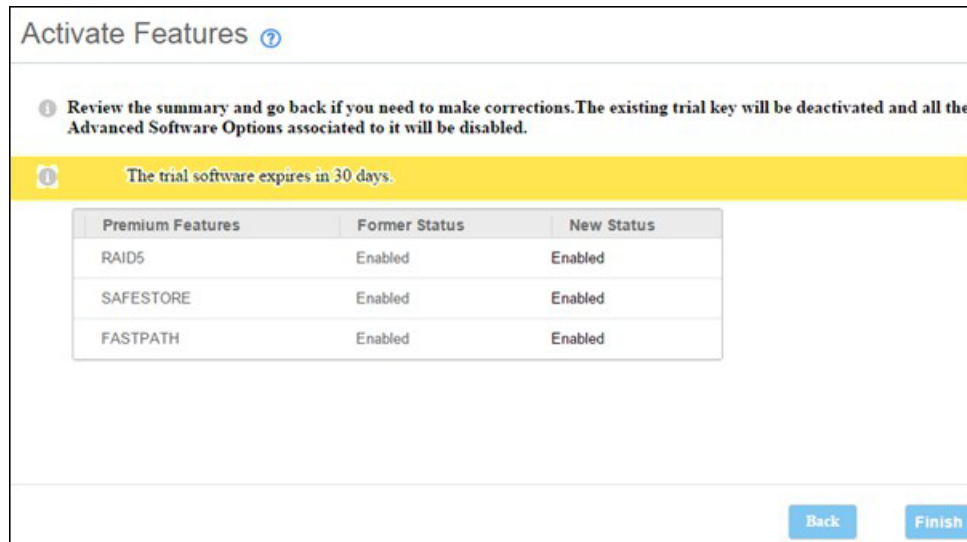 Activate Features ?
Review the summary and go back if you need to make corrections.The existing trial key will be deactivated and all the
Advanced Software Options associated to it will be disabled.
The trial software expires in 30 days.
Premium Features Former Status New Status
RAID5 Enabled Enabled
SAFESTORE Enabled Enabled
FASTPATH Enabled Enabled
Back Finish